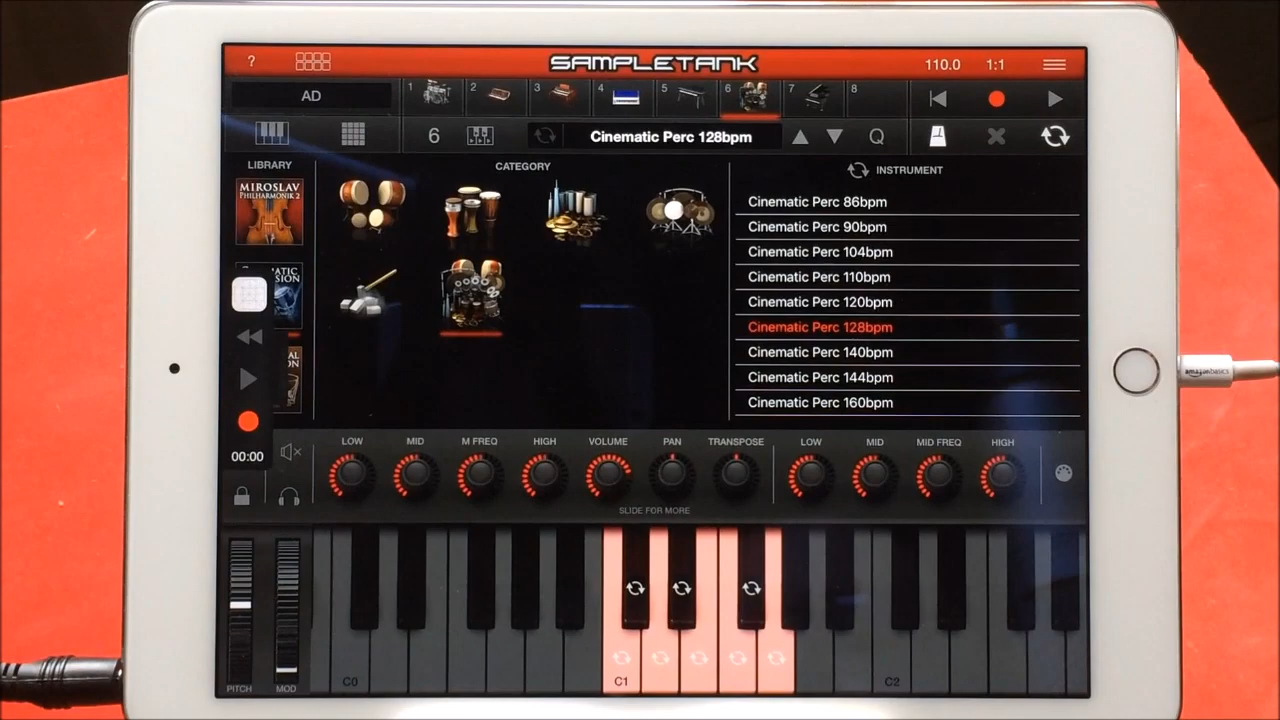 ? SAMPLETANK 110.0 1:1
AD 1 2 3 4 5 6 7 8
6 Cinematic Perc 128bpm Q
LIBRARY CATEGORY INSTRUMENT
MIROSLAV
PHILHARMONIK 2
Cinematic Perc 86bpm
Cinematic Perc 90bpm
Cinematic Perc 104bpm
Cinematic Perc 110bpm
Cinematic Perc 120bpm
Cinematic Perc 128bpm
Cinematic Perc 140bpm
Cinematic Perc 144bpm
Cinematic Perc 160bpm
00:00
LOW MID M FREQ HIGH VOLUME PAN TRANSPOSE LOW MID MID FREQ HIGH
SLIDE FOR MORE
C0 C1 C2
PITCH MOD
amazonbasics